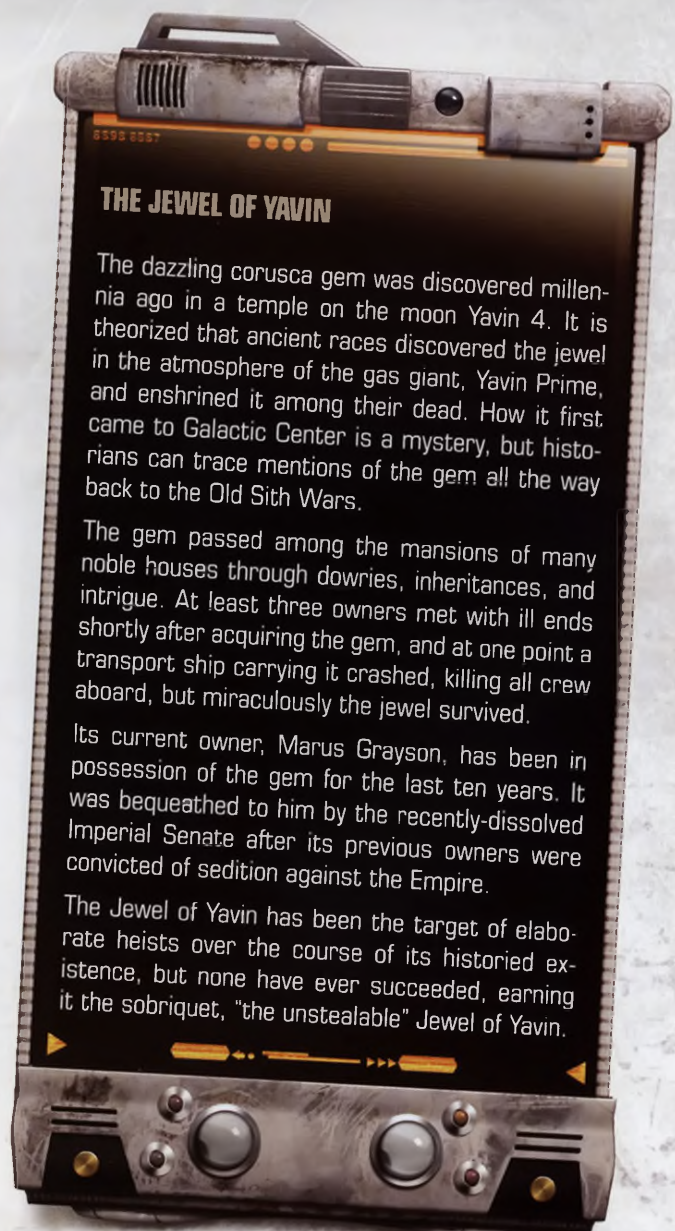 8595 8557
THE JEWEL OF YAVIN
The dazzling corusca gem was discovered millen-
nia ago in a temple on the moon Yavin 4. It is
theorized that ancient races discovered the jewel
in the atmosphere of the gas giant, Yavin Prime,
and enshrined it among their dead. How it first
came to Galactic Center is a mystery, but histo-
rians can trace mentions of the gem all the way
back to the Old Sith Wars.
The gem passed among the mansions of many
noble houses through dowries, inheritances, and
intrigue. At least three owners met with ill ends
shortly after acquiring the gem, and at one point a
transport ship carrying it crashed, killing all crew
aboard, but miraculously the jewel survived.
Its current owner, Marus Grayson, has been in
possession of the gem for the last ten years. It
was bequeathed to him by the recently-dissolved
Imperial Senate after its previous owners were
convicted of sedition against the Empire.
The Jewel of Yavin has been the target of elabo-
rate heists over the course of its historied ex-
istence, but none have ever succeeded, earning
it the sobriquet, “the unstealable” Jewel of Yavin.